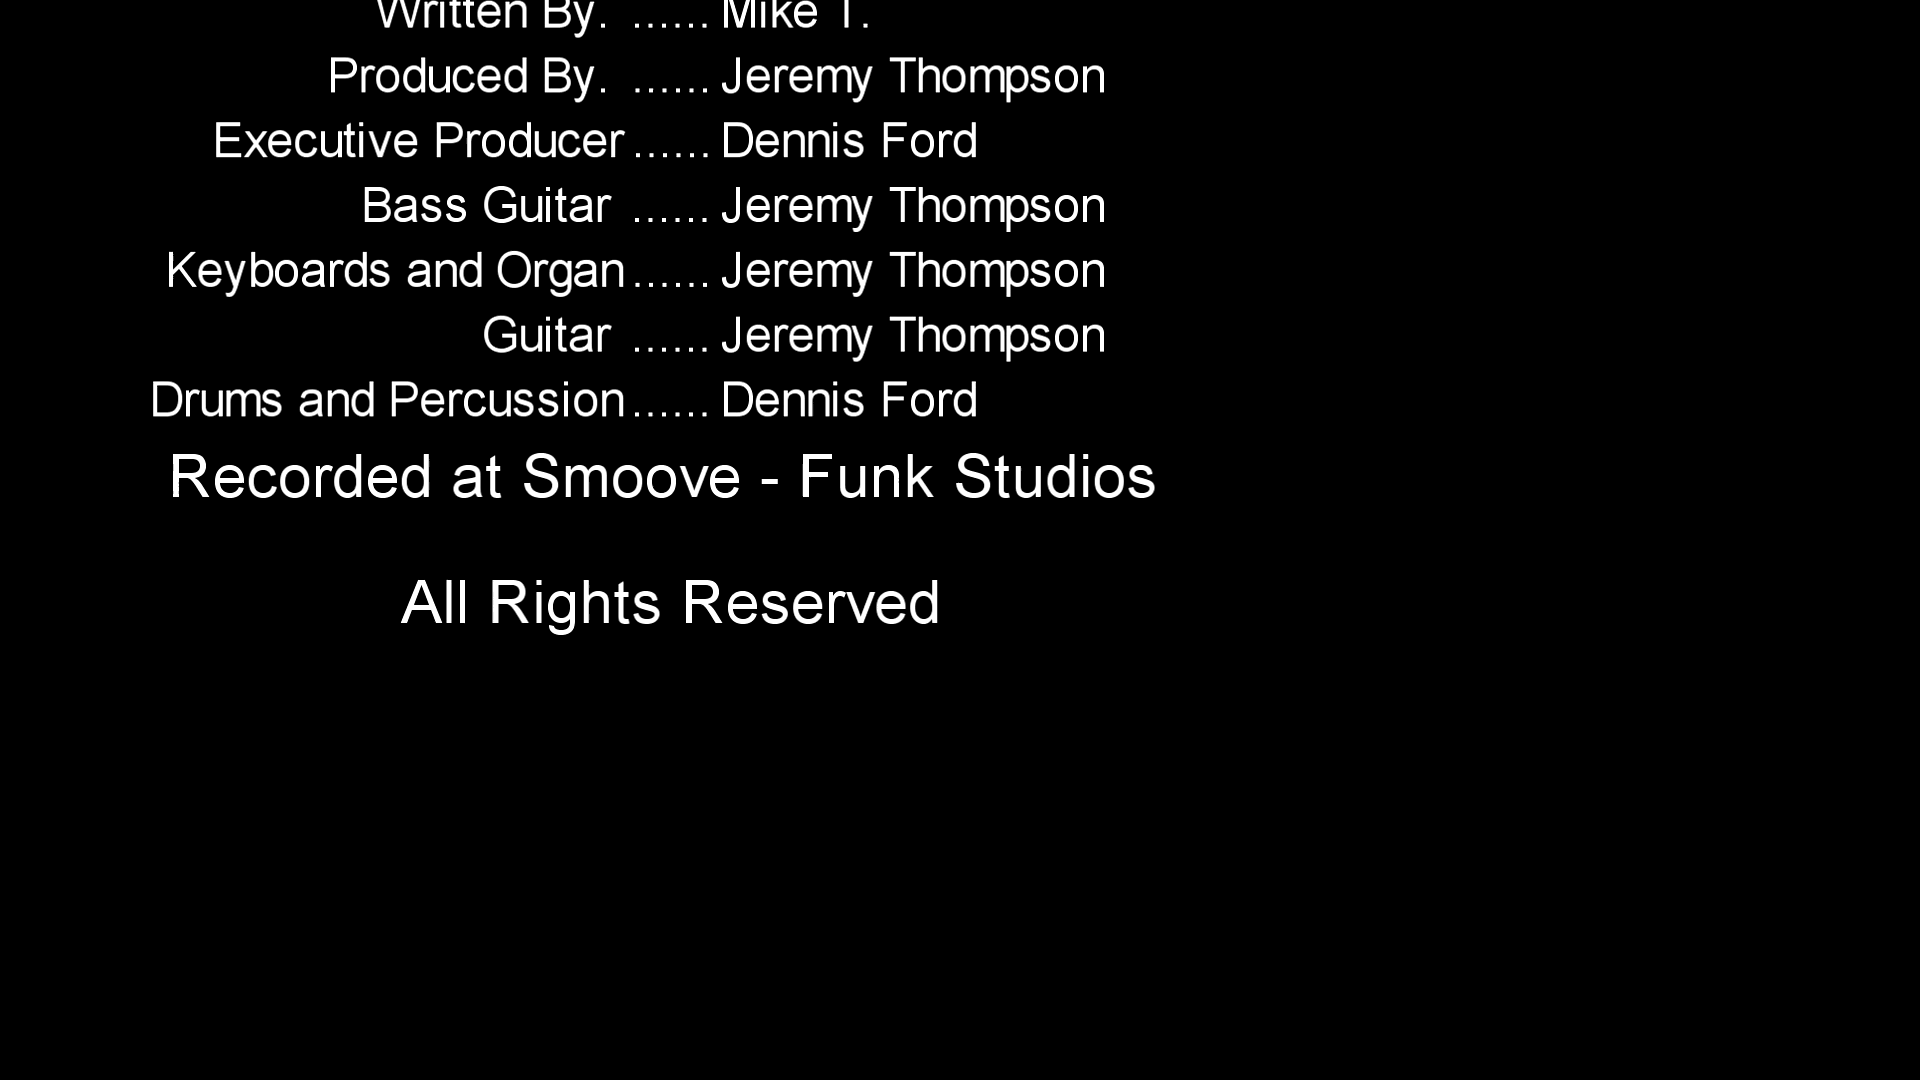 Written By. ...... Mike T.
Produced By. ...... Jeremy Thompson
Executive Producer ...... Dennis Ford
Bass Guitar ...... Jeremy Thompson
Keyboards and Organ ...... Jeremy Thompson
Guitar ...... Jeremy Thompson
Drums and Percussion ...... Dennis Ford
Recorded at Smoove - Funk Studios
All Rights Reserved